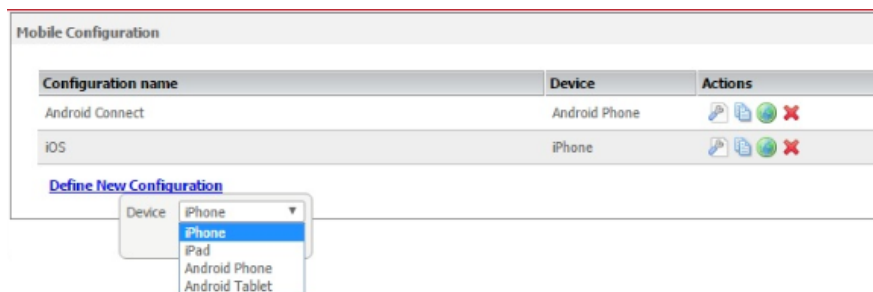 Mobile Configuration
Configuration name Device Actions
Android Connect Android Phone
iOS iPhone
Define New Configuration
Device iPhone
iPhone
iPad
Android Phone
Android Tablet